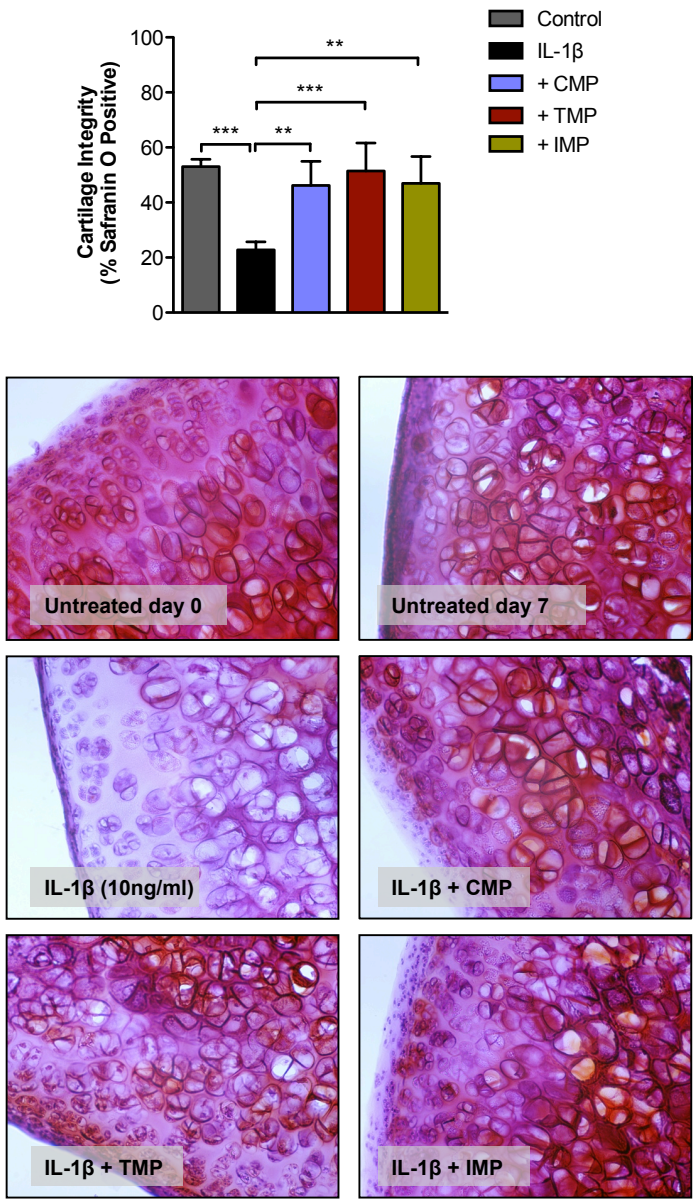 Control
IL-1β
+ CMP
+ TMP
+ IMP
Cartilage Integrity
(% Safranin O Positive)
100
80
60
40
20
0
**
***
*** **
Untreated day 0
Untreated day 7
IL-1β (10ng/ml)
IL-1β + CMP
IL-1β + TMP
IL-1β + IMP